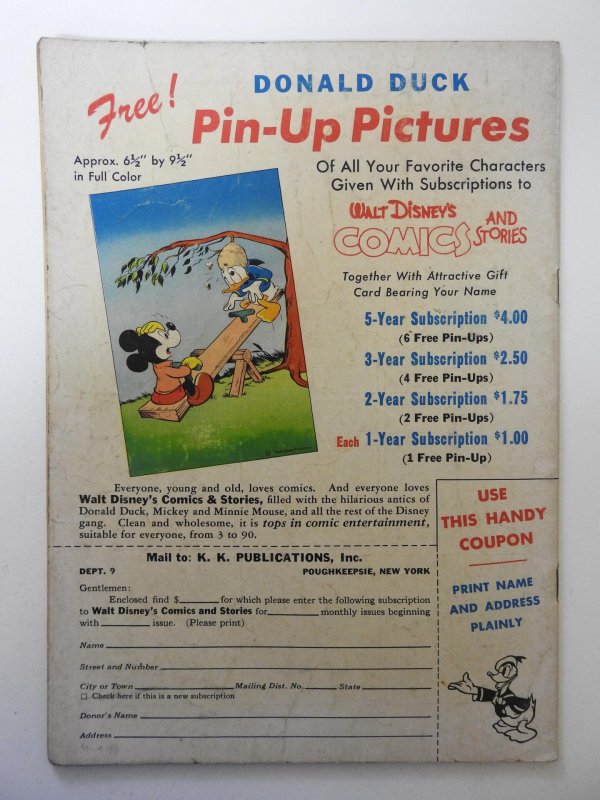 Free!
DONALD DUCK
Pin-Up Pictures
Approx. 6½" by 9½"
in Full Color
Of All Your Favorite Characters
Given With Subscriptions to
WALT DISNEY'S
COMICS AND STORIES
Together With Attractive Gift
Card Bearing Your Name
5-Year Subscription $4.00
(6 Free Pin-Ups)
3-Year Subscription $2.50
(4 Free Pin-Ups)
2-Year Subscription $1.75
(2 Free Pin-Ups)
Each 1-Year Subscription $1.00
(1 Free Pin-Up)
Everyone, young and old, loves comics. And everyone loves
Walt Disney's Comics & Stories, filled with the hilarious antics of
Donald Duck, Mickey and Minnie Mouse, and all the rest of the Disney
gang. Clean and wholesome, it is tops in comic entertainment,
suitable for everyone, from 3 to 90.
USE
THIS HANDY
COUPON
PRINT NAME
AND ADDRESS
PLAINLY
Mail to: K. K. PUBLICATIONS, Inc.
DEPT. 9 POUGHKEEPSIE, NEW YORK
Gentlemen:
Enclosed find $ for which please enter the following subscription
to Walt Disney's Comics and Stories for monthly issues beginning
with issue. (Please print)
Name
Street and Number
City or Town Mailing Dist. No. State
□ Check here if this is a new subscription
Donor's Name
Address